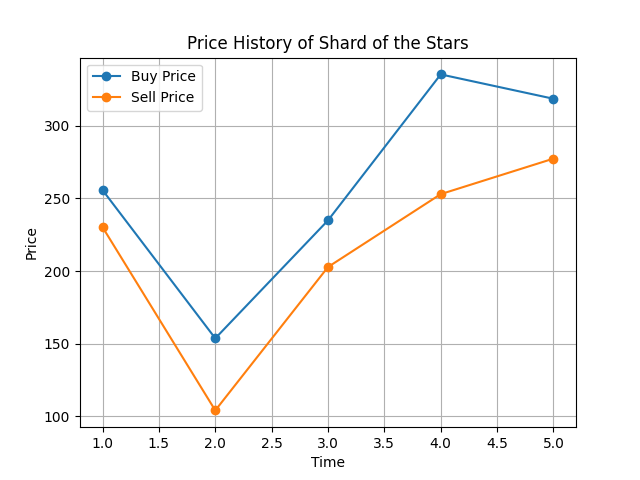 Price History of Shard of the Stars
Buy Price
Sell Price
300
250
200
150
100
Price
1.0 1.5 2.0 2.5 3.0 3.5 4.0 4.5 5.0
Time